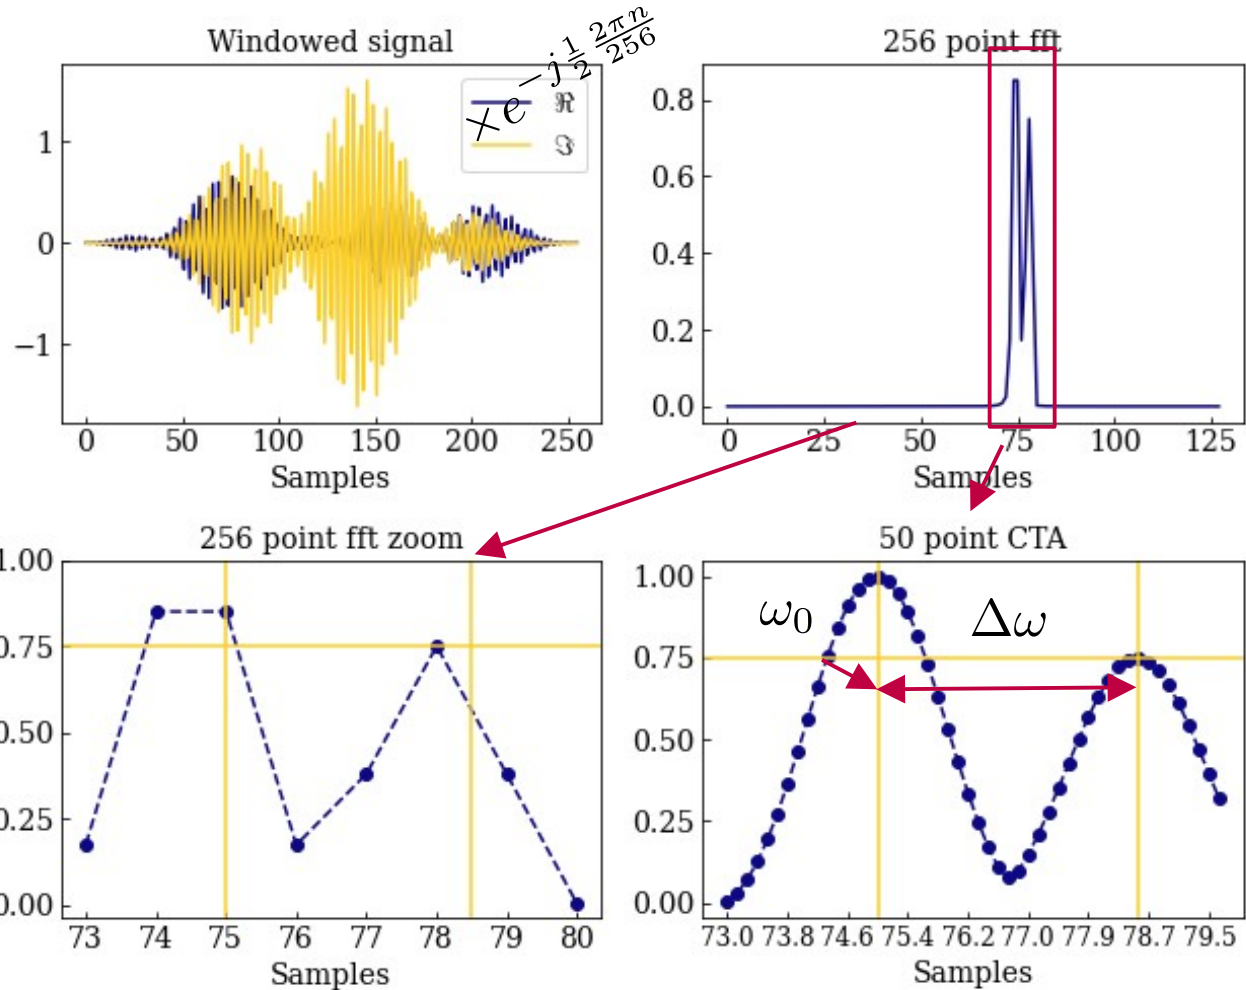 Windowed signal
×e^{-j\frac{1}{2}\frac{2πn}{256}}
ℜ
ℑ
1
0
−1
0 50 100 150 200 250
Samples
256 point fft
0.8
0.6
0.4
0.2
0.0
0 25 50 75 100 125
Samples
256 point fft zoom
1.00
0.75
0.50
0.25
0.00
73 74 75 76 77 78 79 80
Samples
50 point CTA
ω₀ Δω
1.00
0.75
0.50
0.25
0.00
73.0 73.8 74.6 75.4 76.2 77.0 77.9 78.7 79.5
Samples